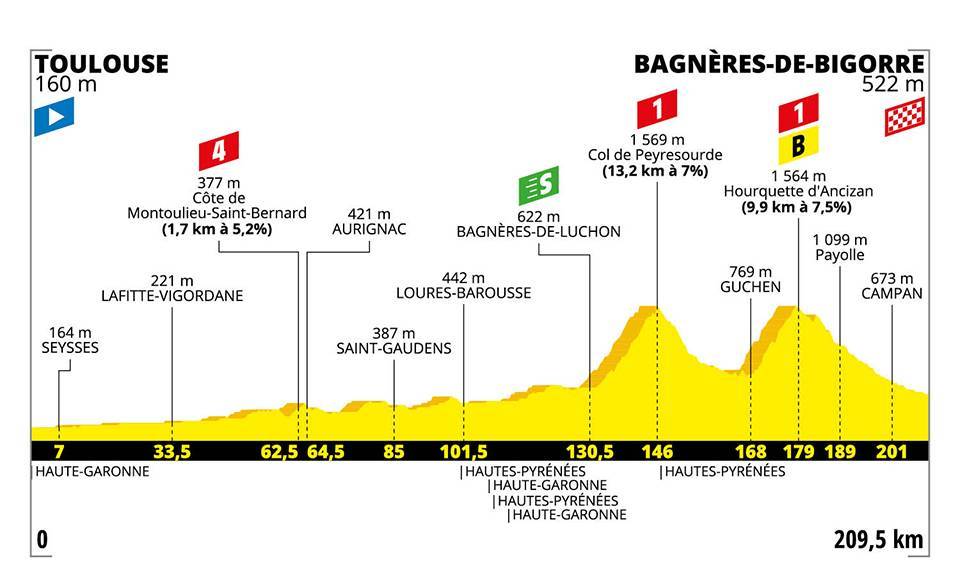 TOULOUSE
160 m
BAGNÈRES-DE-BIGORRE
522 m
4
377 m
Côte de
Montoulieu-Saint-Bernard
(1,7 km à 5,2%)
421 m
AURIGNAC
S
622 m
BAGNÈRES-DE-LUCHON
1
1 569 m
Col de Peyresourde
(13,2 km à 7%)
1
B
1 564 m
Hourquette d'Ancizan
(9,9 km à 7,5%)
1 099 m
Payolle
221 m
LAFITTE-VIGORDANE
442 m
LOURES-BAROUSSE
769 m
GUCHEN
673 m
CAMPAN
164 m
SEYSSES
387 m
SAINT-GAUDENS
7 33,5 62,5 64,5 85 101,5 130,5 146 168 179 189 201
|HAUTE-GARONNE |HAUTES-PYRÉNÉES |HAUTES-PYRÉNÉES
|HAUTE-GARONNE
|HAUTES-PYRÉNÉES
|HAUTE-GARONNE
0 209,5 km